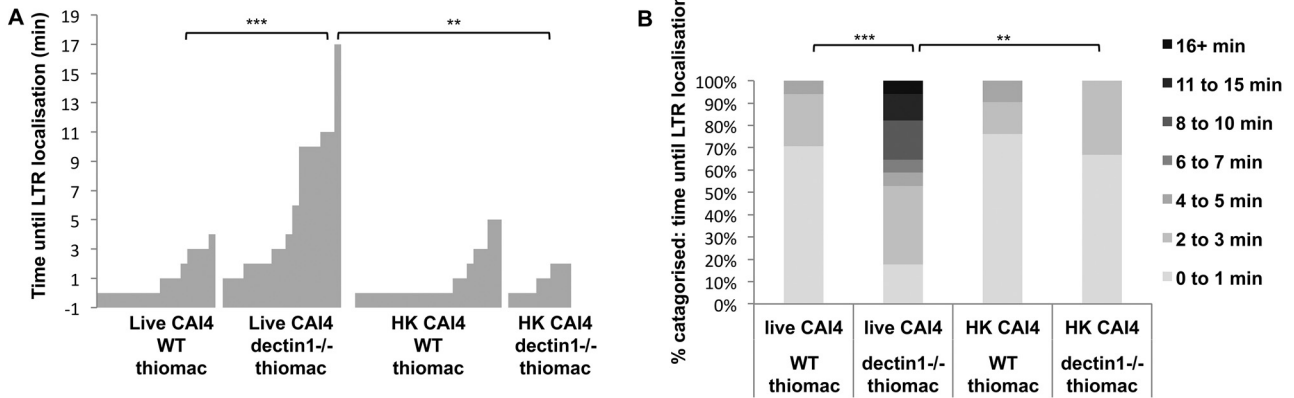 A
Time until LTR localisation (min)
19
17
15
13
11
9
7
5
3
1
-1
***
**
Live CAI4
WT
thiomac
Live CAI4
dectin1-/-
thiomac
HK CAI4
WT
thiomac
HK CAI4
dectin1-/-
thiomac
B
% catagorised: time until LTR localisation
100%
90%
80%
70%
60%
50%
40%
30%
20%
10%
0%
***
**
live CAI4
live CAI4
HK CAI4
HK CAI4
WT
thiomac
dectin1-/-
thiomac
WT
thiomac
dectin1-/-
thiomac
16+ min
11 to 15 min
8 to 10 min
6 to 7 min
4 to 5 min
2 to 3 min
0 to 1 min